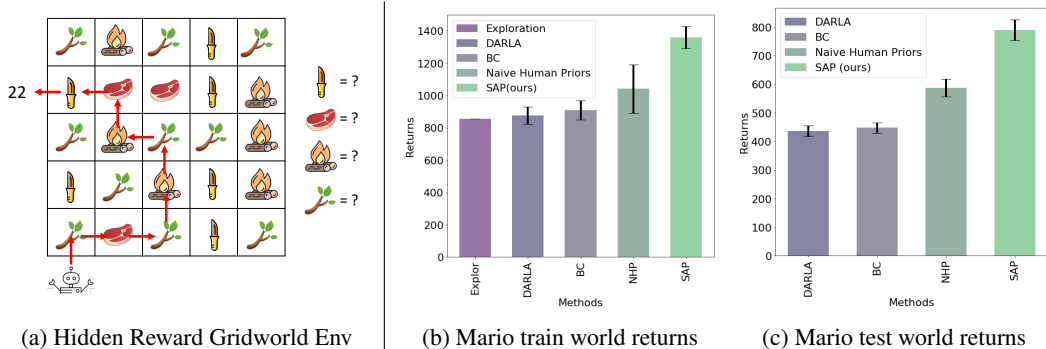 22
= ?
= ?
= ?
= ?
(a) Hidden Reward Gridworld Env
Exploration
DARLA
BC
Naive Human Priors
SAP(ours)
Returns
1400
1200
1000
800
600
400
200
0
Explor
DARLA
BC
NHP
SAP
Methods
(b) Mario train world returns
DARLA
BC
Naive Human Priors
SAP (ours)
Returns
800
700
600
500
400
300
200
100
0
DARLA
BC
NHP
SAP
Methods
(c) Mario test world returns